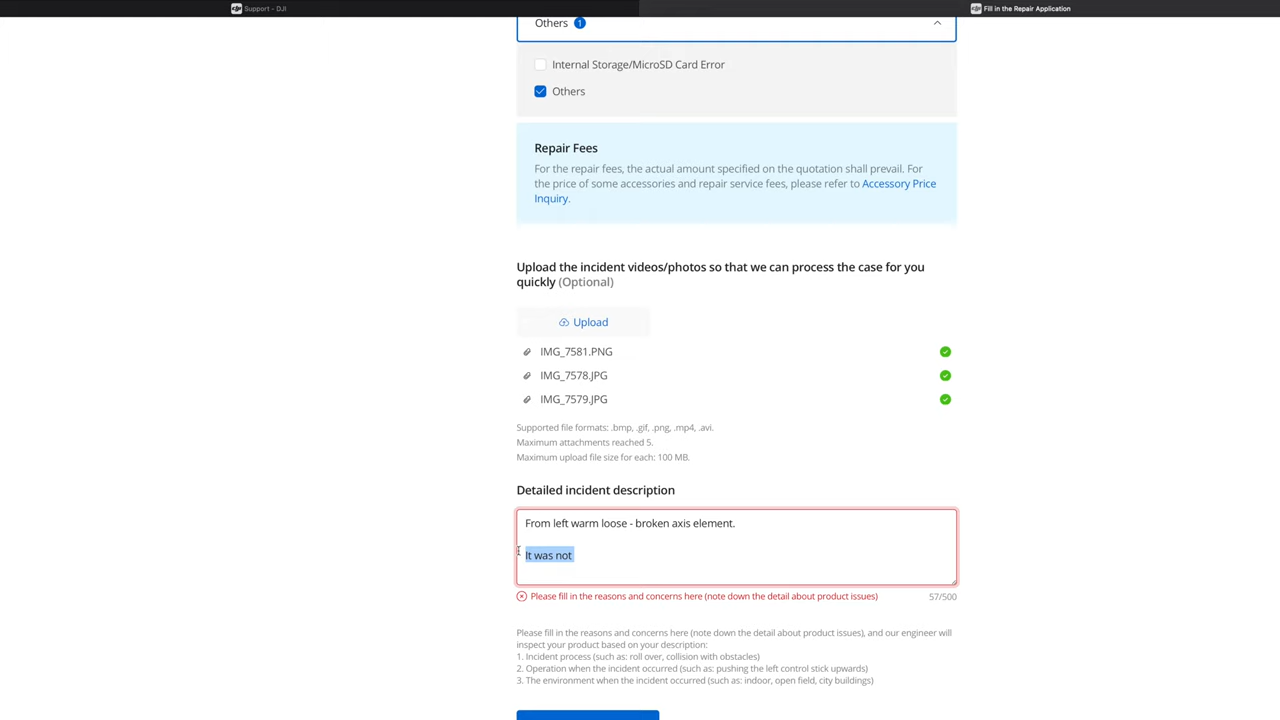 Support - DJI
Fill in the Repair Application
Others 1
Internal Storage/MicroSD Card Error
Others
Repair Fees
For the repair fees, the actual amount specified on the quotation shall prevail. For
the price of some accessories and repair service fees, please refer to Accessory Price
Inquiry.
Upload the incident videos/photos so that we can process the case for you
quickly (Optional)
Upload
IMG_7581.PNG
IMG_7578.JPG
IMG_7579.JPG
Supported file formats: .bmp, .gif, .png, .mp4, .avi.
Maximum attachments reached 5.
Maximum upload file size for each: 100 MB.
Detailed incident description
From left warm loose - broken axis element.
It was not
Please fill in the reasons and concerns here (note down the detail about product issues)
57/500
Please fill in the reasons and concerns here (note down the detail about product issues), and our engineer will
inspect your product based on your description:
1. Incident process (such as: roll over, collision with obstacles)
2. Operation when the incident occurred (such as: pushing the left control stick upwards)
3. The environment when the incident occurred (such as: indoor, open field, city buildings)